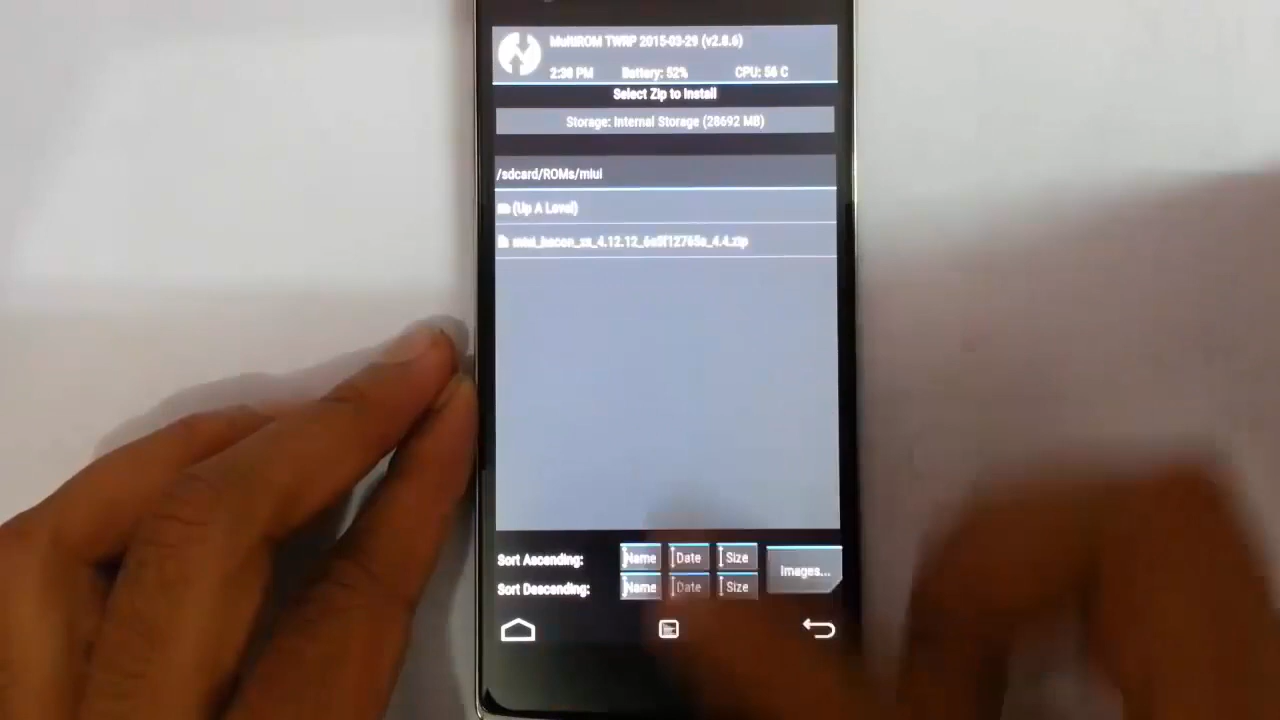 MultiROM TWRP 2015-03-29 (v2.8.6)
2:38 PM Battery: 52% CPU: 56 C
Select Zip to Install
Storage: Internal Storage (28692 MB)
/sdcard/ROMs/miui
(Up A Level)
Sort Ascending: Name Date Size
Images...
Sort Descending: Name Date Size